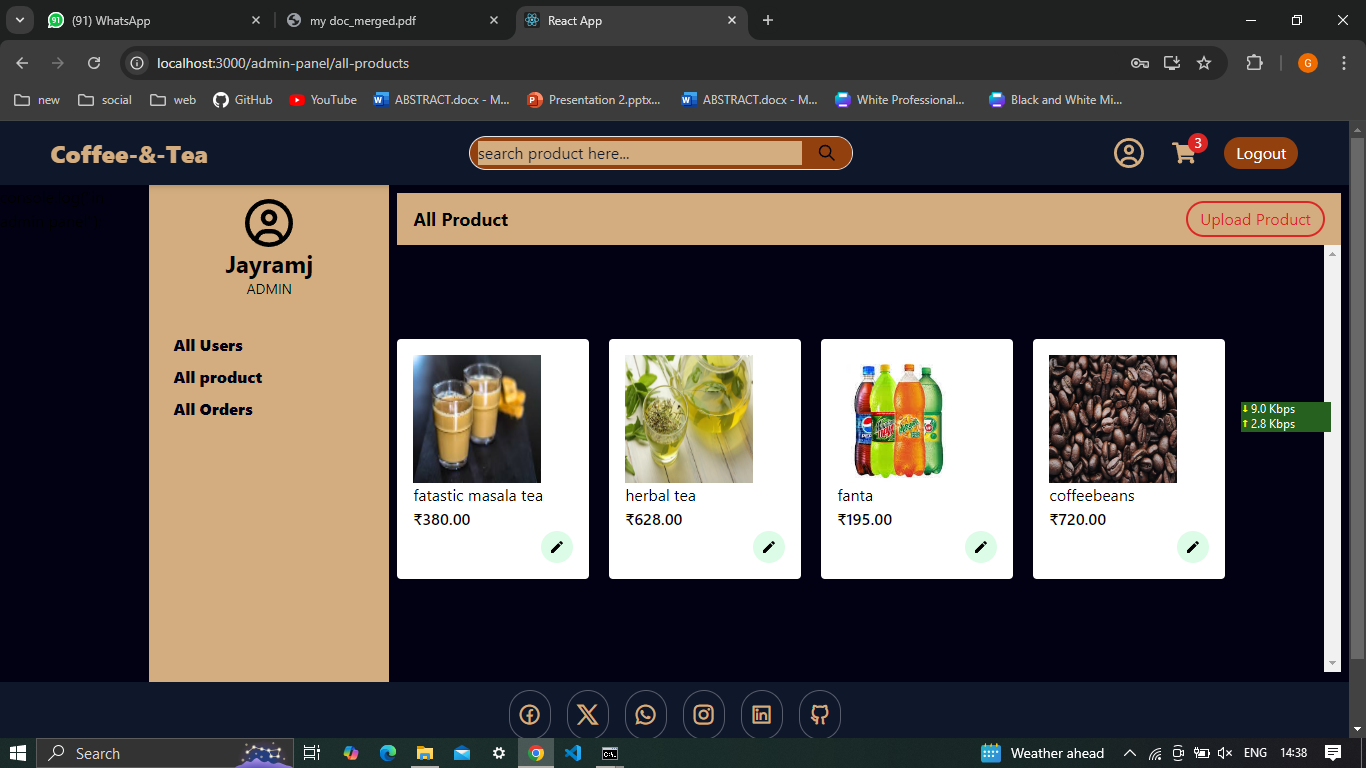 (91) WhatsApp
my doc_merged.pdf
React App
localhost:3000/admin-panel/all-products
G
new
social
web
GitHub
YouTube
ABSTRACT.docx - M...
Presentation 2.pptx...
ABSTRACT.docx - M...
White Professional...
Black and White Mi...
Coffee-&-Tea
search product here...
3
Logout
Jayramj
ADMIN
All Users
All product
All Orders
All Product
Upload Product
fatastic masala tea
₹380.00
herbal tea
₹628.00
fanta
₹195.00
coffeebeans
₹720.00
9.0 Kbps
2.8 Kbps
Search
Weather ahead
ENG
14:38